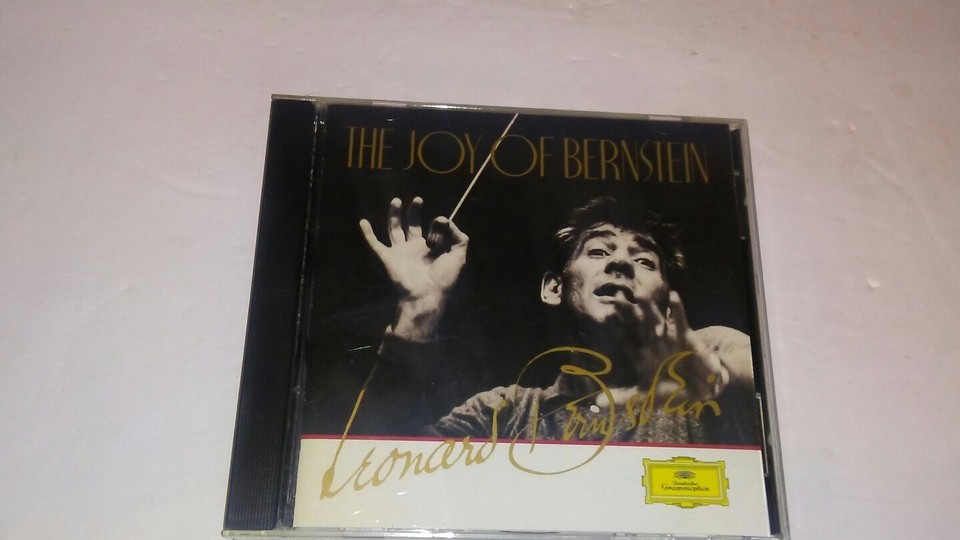 THE JOY OF BERNSTEIN
Leonard Bernstein
Deutsche
Grammophon